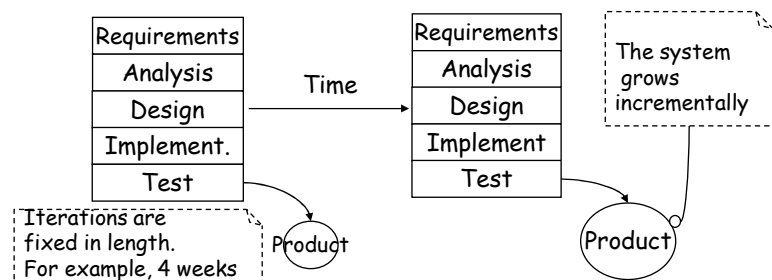 Requirements
Analysis
Design
Implement.
Test
Time
Requirements
Analysis
Design
Implement
Test
The system
grows
incrementally
Iterations are
fixed in length.
For example, 4 weeks
Product
Product